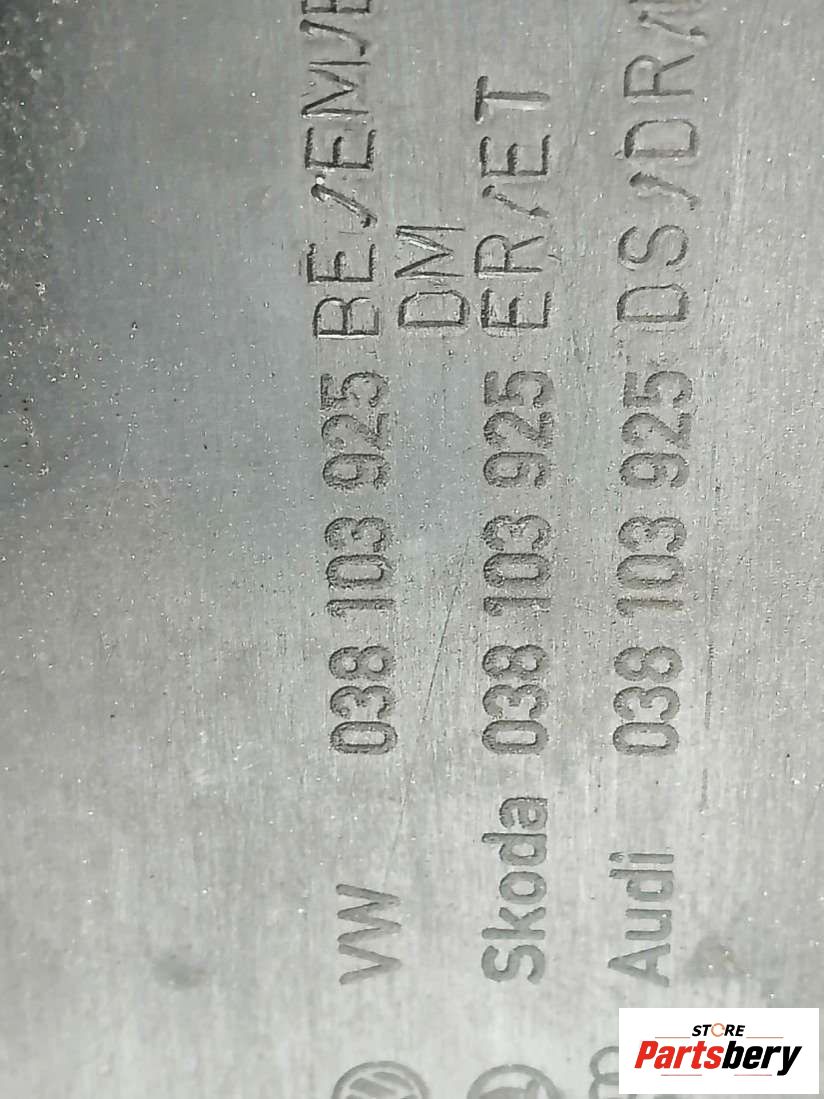 VW 038 103 925 BE/EM/E
DM
Skoda 038 103 925 ER/ET
Audi 038 103 925 DS/DR/
STORE
Partsbery